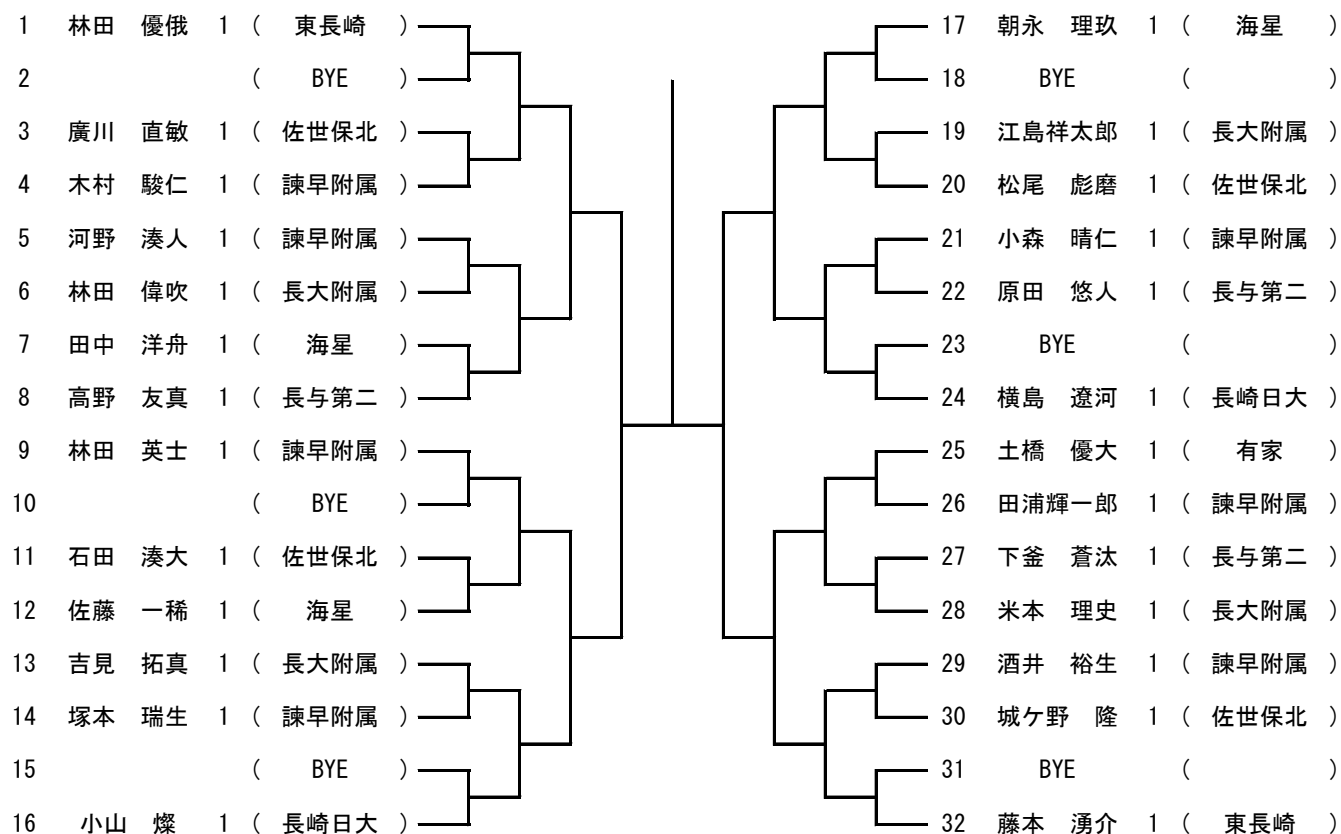 1 林田 優俄 1 ( 東長崎 )
2 ( BYE )
3 廣川 直敏 1 ( 佐世保北 )
4 木村 駿仁 1 ( 諫早附属 )
5 河野 湊人 1 ( 諫早附属 )
6 林田 偉吹 1 ( 長大附属 )
7 田中 洋舟 1 ( 海星 )
8 高野 友真 1 ( 長与第二 )
9 林田 英士 1 ( 諫早附属 )
10 ( BYE )
11 石田 湊大 1 ( 佐世保北 )
12 佐藤 一稀 1 ( 海星 )
13 吉見 拓真 1 ( 長大附属 )
14 塚本 瑞生 1 ( 諫早附属 )
15 ( BYE )
16 小山 燦 1 ( 長崎日大 )
17 朝永 理玖 1 ( 海星 )
18 BYE ( )
19 江島祥太郎 1 ( 長大附属 )
20 松尾 彪磨 1 ( 佐世保北 )
21 小森 晴仁 1 ( 諫早附属 )
22 原田 悠人 1 ( 長与第二 )
23 BYE ( )
24 横島 遼河 1 ( 長崎日大 )
25 土橋 優大 1 ( 有家 )
26 田浦輝一郎 1 ( 諫早附属 )
27 下釜 蒼汰 1 ( 長与第二 )
28 米本 理史 1 ( 長大附属 )
29 酒井 裕生 1 ( 諫早附属 )
30 城ケ野 隆 1 ( 佐世保北 )
31 BYE ( )
32 藤本 湧介 1 ( 東長崎 )